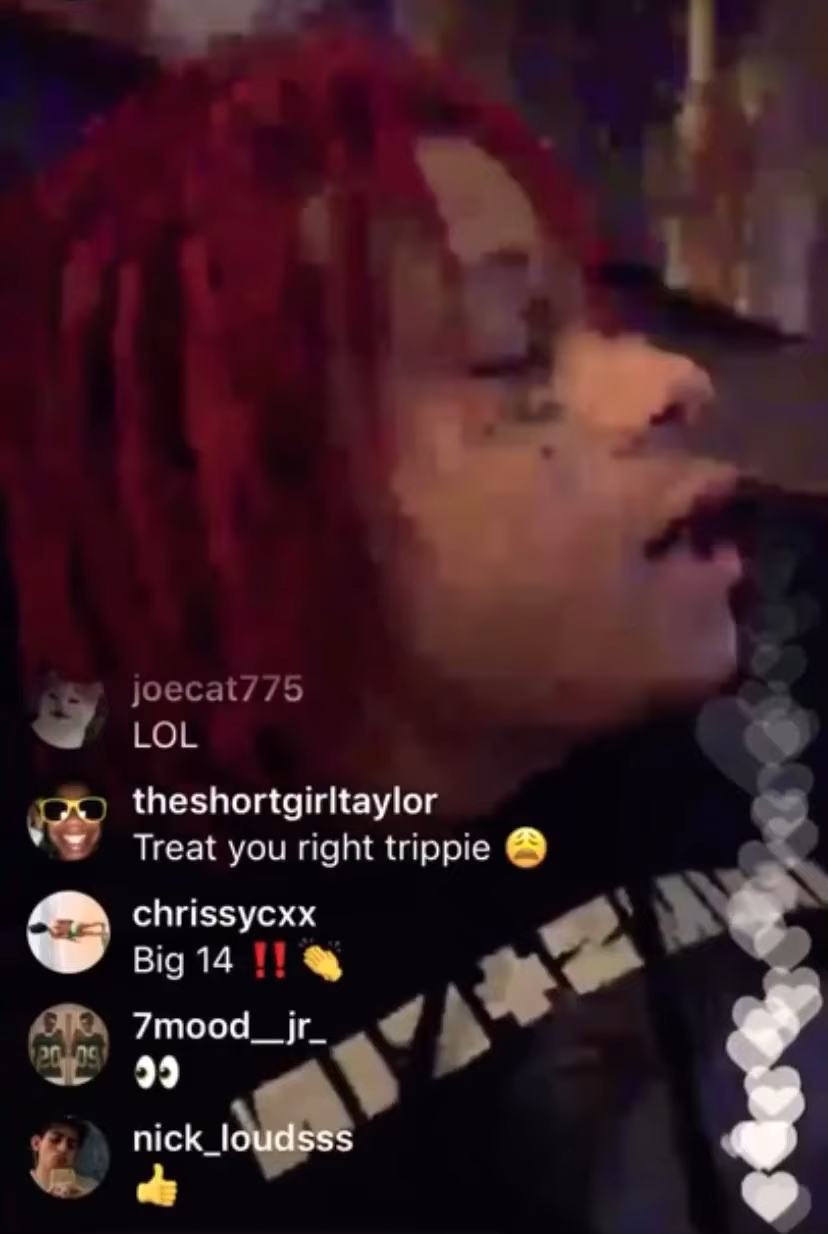 joecat775
LOL
theshortgirltaylor
Treat you right trippie 😩
chrissycxx
Big 14 ‼️ 👏
7mood__jr_
👀
nick_loudsss
👍